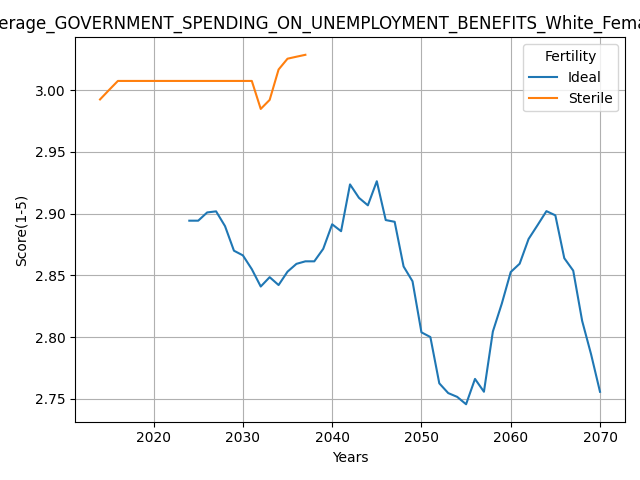 erage_GOVERNMENT_SPENDING_ON_UNEMPLOYMENT_BENEFITS_White_Fema
Fertility
Ideal
Sterile
3.00
2.95
2.90
2.85
2.80
2.75
Score(1-5)
2020 2030 2040 2050 2060 2070
Years